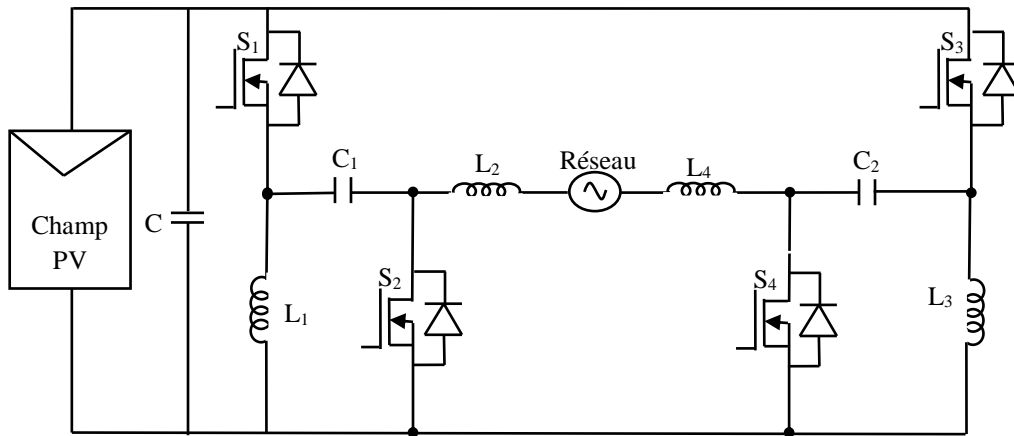 S₁
S₃
C₁
L₂
Réseau
L₄
C₂
Champ
PV
C
S₂
S₄
L₁
L₃